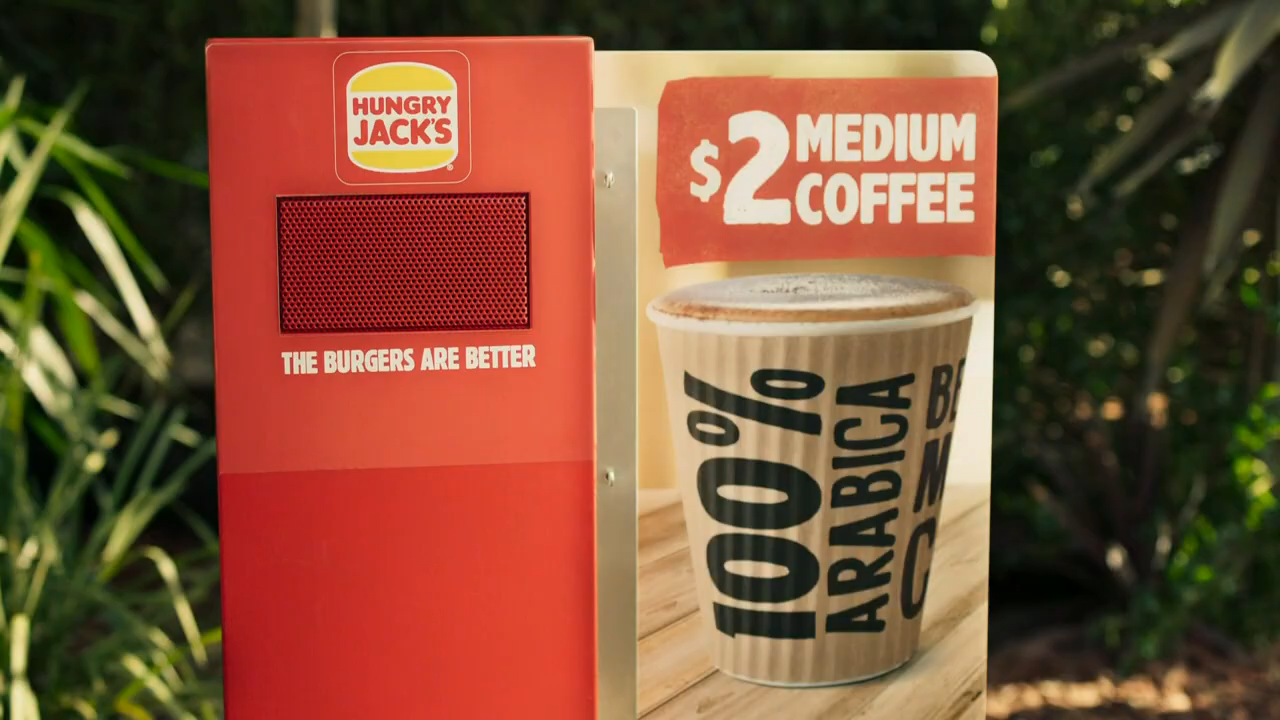 HUNGRY
JACK'S
®
THE BURGERS ARE BETTER
$2 MEDIUM
COFFEE
100%
ARABICA